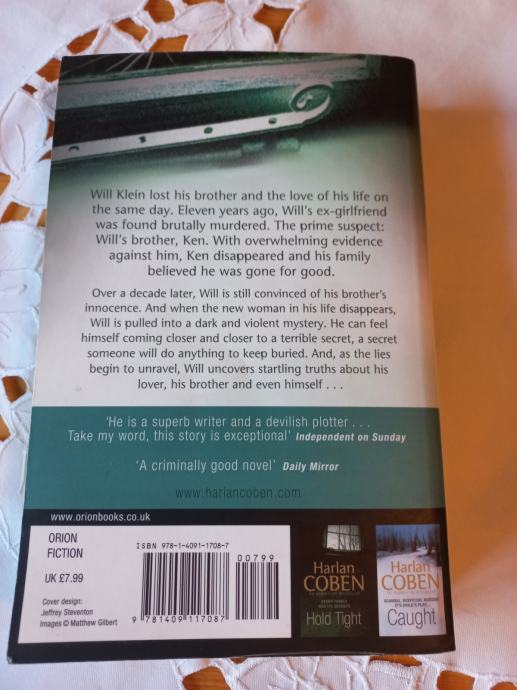 Will Klein lost his brother and the love of his life on
the same day. Eleven years ago, Will's ex-girlfriend
was found brutally murdered. The prime suspect:
Will's brother, Ken. With overwhelming evidence
against him, Ken disappeared and his family
believed he was gone for good.
Over a decade later, Will is still convinced of his brother's
innocence. And when the new woman in his life disappears,
Will is pulled into a dark and violent mystery. He can feel
himself coming closer and closer to a terrible secret, a secret
someone will do anything to keep buried. And, as the lies
begin to unravel, Will uncovers startling truths about his
lover, his brother and even himself . . .
'He is a superb writer and a devilish plotter . . .
Take my word, this story is exceptional' Independent on Sunday
'A criminally good novel' Daily Mirror
www.harlancoben.com
www.orionbooks.co.uk
ORION
FICTION
UK £7.99
Cover design:
Jeffrey Steventon
Images © Matthew Gilbert
ISBN 978-1-4091-1708-7
00799
9 781409 117087
Harlan
COBEN
Hold Tight
Harlan
COBEN
Caught